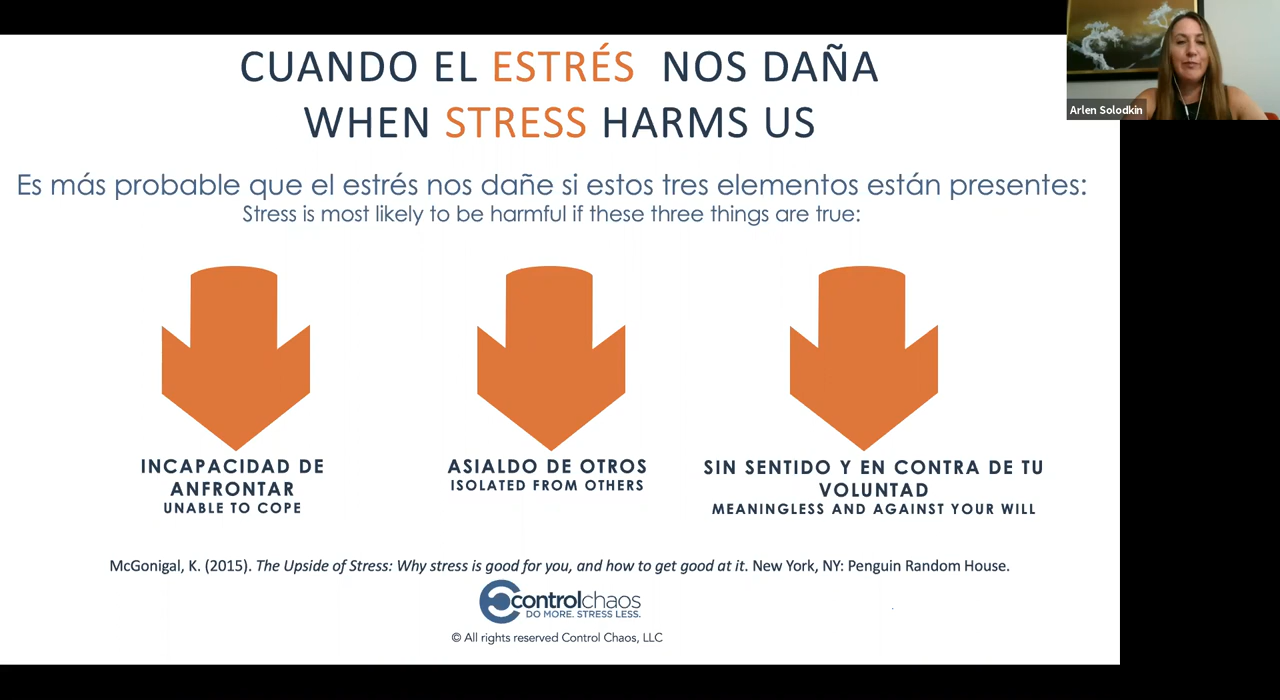 CUANDO EL ESTRÉS NOS DAÑA
WHEN STRESS HARMS US
Arlen Solodkin
Es más probable que el estrés nos dañe si estos tres elementos están presentes:
Stress is most likely to be harmful if these three things are true:
INCAPACIDAD DE
ANFRONTAR
UNABLE TO COPE
ASIALDO DE OTROS
ISOLATED FROM OTHERS
SIN SENTIDO Y EN CONTRA DE TU
VOLUNTAD
MEANINGLESS AND AGAINST YOUR WILL
McGonigal, K. (2015). The Upside of Stress: Why stress is good for you, and how to get good at it. New York, NY: Penguin Random House.
controlchaos
DO MORE. STRESS LESS.
© All rights reserved Control Chaos, LLC